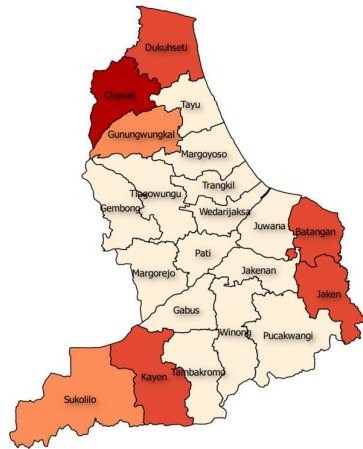 Dukuhseti
Cluwak
Tayu
Gunungwungkal
Margoyoso
Trangkil
Tlogowungu
Gembong
Wedarijaksa
Juwana
Batangan
Pati
Margorejo
Jakenan
Jaken
Gabus
Winong
Pucakwangi
Kayen
Tambakromo
Sukolilo